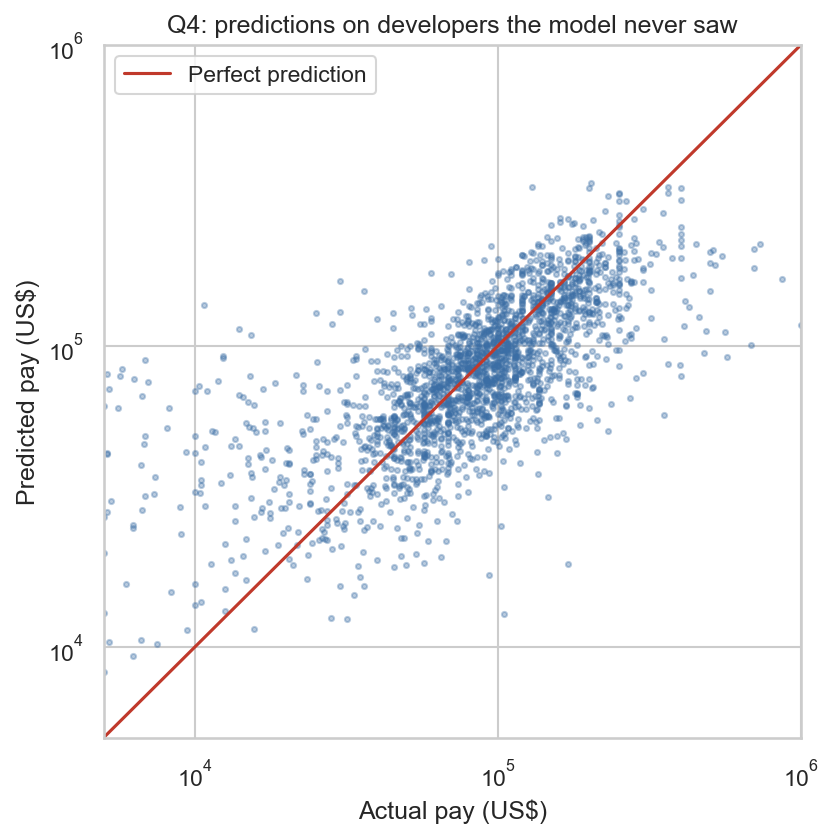 Q4: predictions on developers the model never saw
Perfect prediction
Predicted pay (US$)
10^6
10^5
10^4
10^4
10^5
10^6
Actual pay (US$)